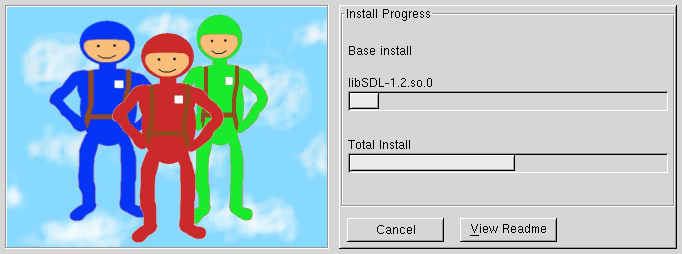 Install Progress
Base install
libSDL-1.2.so.0
Total Install
Cancel
View Readme